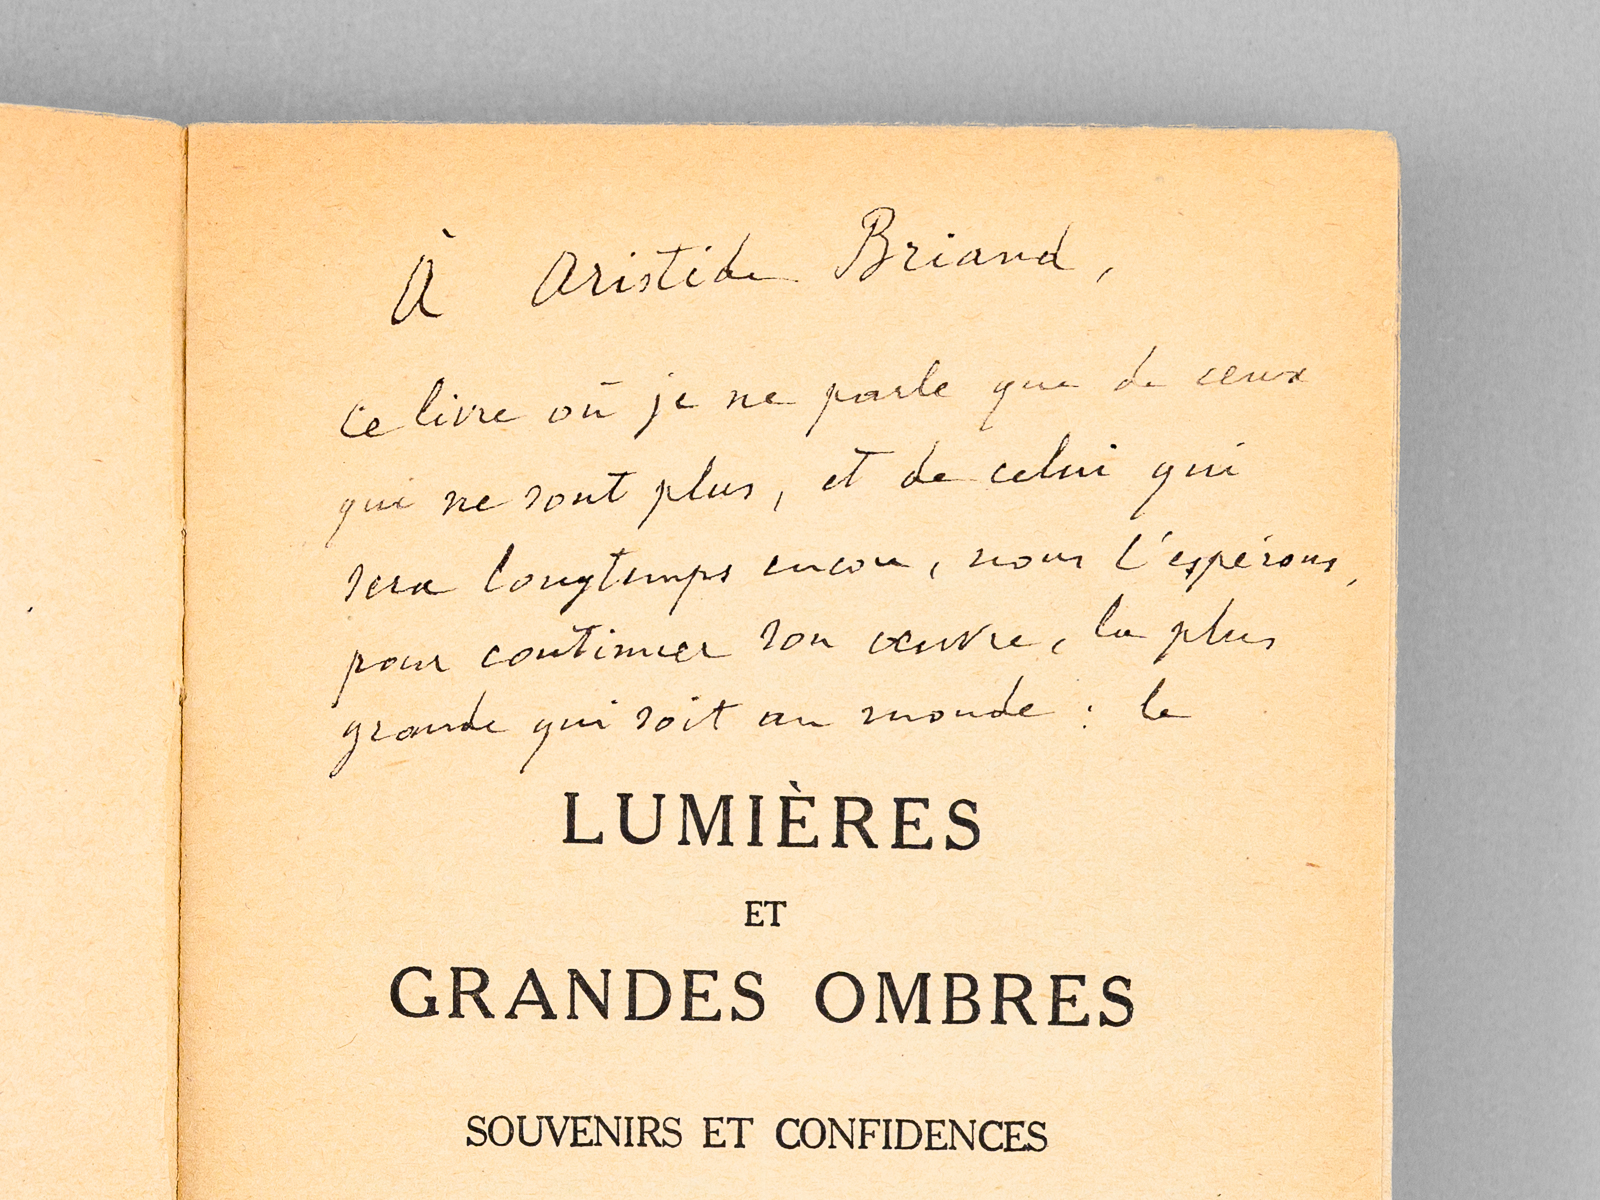 À Aristide Briand,
ce livre où je ne parle que de ceux
qui ne sont plus, et de celui qui
sera longtemps encore, nous l'espérons,
pour continuer son œuvre, la plus
grande qui soit au monde : la
LUMIÈRES
ET
GRANDES OMBRES
SOUVENIRS ET CONFIDENCES